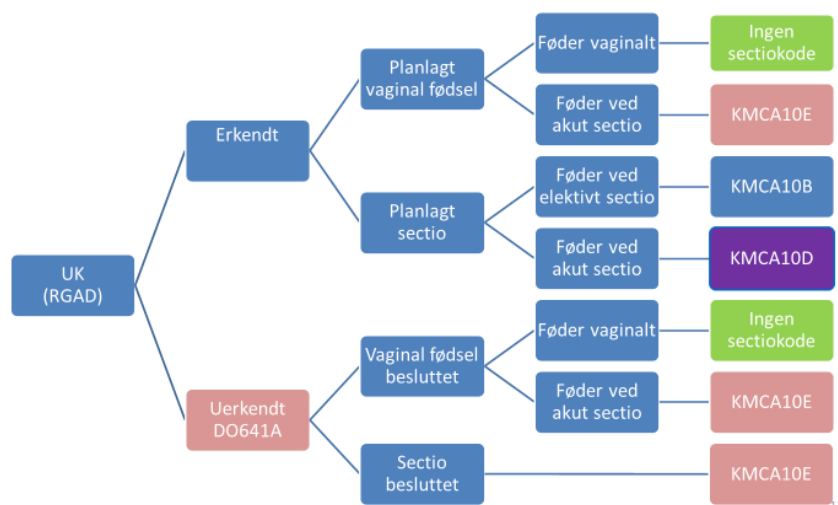 UK
(RGAD)
Erkendt
Planlagt
vaginal fødsel
Føder vaginalt
Ingen
sectiokode
Føder ved
akut sectio
KMCA10E
Planlagt
sectio
Føder ved
elektivt sectio
KMCA10B
Føder ved
akut sectio
KMCA10D
Uerkendt
DO641A
Vaginal fødsel
besluttet
Føder vaginalt
Ingen
sectiokode
Føder ved
akut sectio
KMCA10E
Sectio
besluttet
KMCA10E